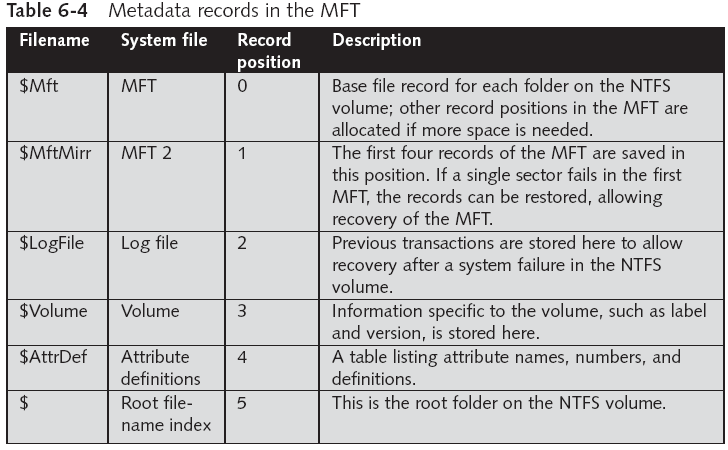 Table 6-4 Metadata records in the MFT
Filename System file Record position Description
$Mft MFT 0 Base file record for each folder on the NTFS
volume; other record positions in the MFT are
allocated if more space is needed.
$MftMirr MFT 2 1 The first four records of the MFT are saved in
this position. If a single sector fails in the first
MFT, the records can be restored, allowing
recovery of the MFT.
$LogFile Log file 2 Previous transactions are stored here to allow
recovery after a system failure in the NTFS
volume.
$Volume Volume 3 Information specific to the volume, such as label
and version, is stored here.
$AttrDef Attribute definitions 4 A table listing attribute names, numbers, and
definitions.
$ Root file-
name index 5 This is the root folder on the NTFS volume.